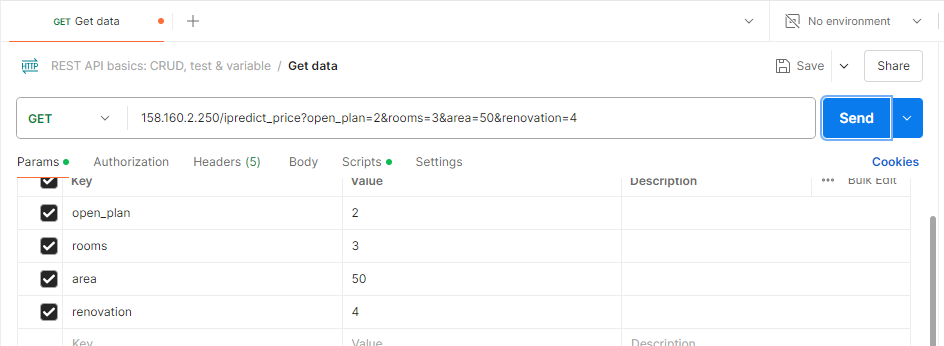 GET Get data
No environment
HTTP REST API basics: CRUD, test & variable / Get data
Save
Share
GET
158.160.2.250/ipredict_price?open_plan=2&rooms=3&area=50&renovation=4
Send
Params
Authorization
Headers (5)
Body
Scripts
Settings
Cookies
Key Value Description
Bulk Edit
open_plan 2
rooms 3
area 50
renovation 4
Key Value Description